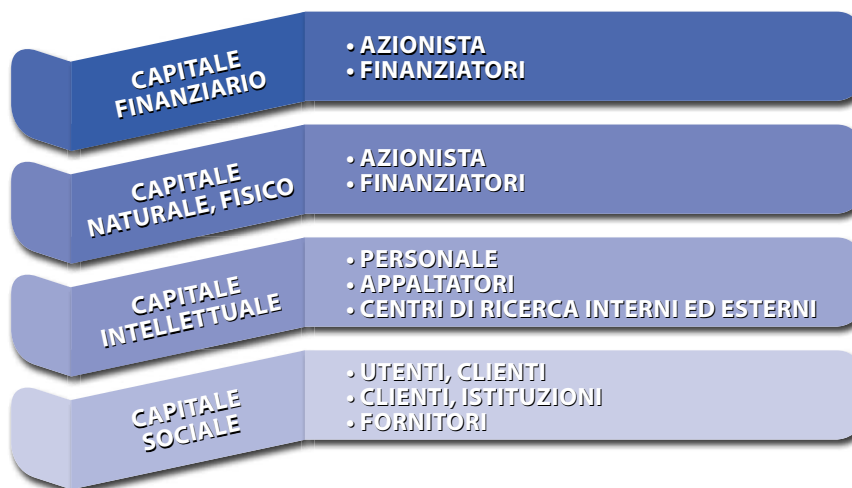 CAPITALE
FINANZIARIO
• AZIONISTA
• FINANZIATORI
CAPITALE
NATURALE, FISICO
• AZIONISTA
• FINANZIATORI
CAPITALE
INTELLETTUALE
• PERSONALE
• APPALTATORI
• CENTRI DI RICERCA INTERNI ED ESTERNI
CAPITALE
SOCIALE
• UTENTI, CLIENTI
• CLIENTI, ISTITUZIONI
• FORNITORI